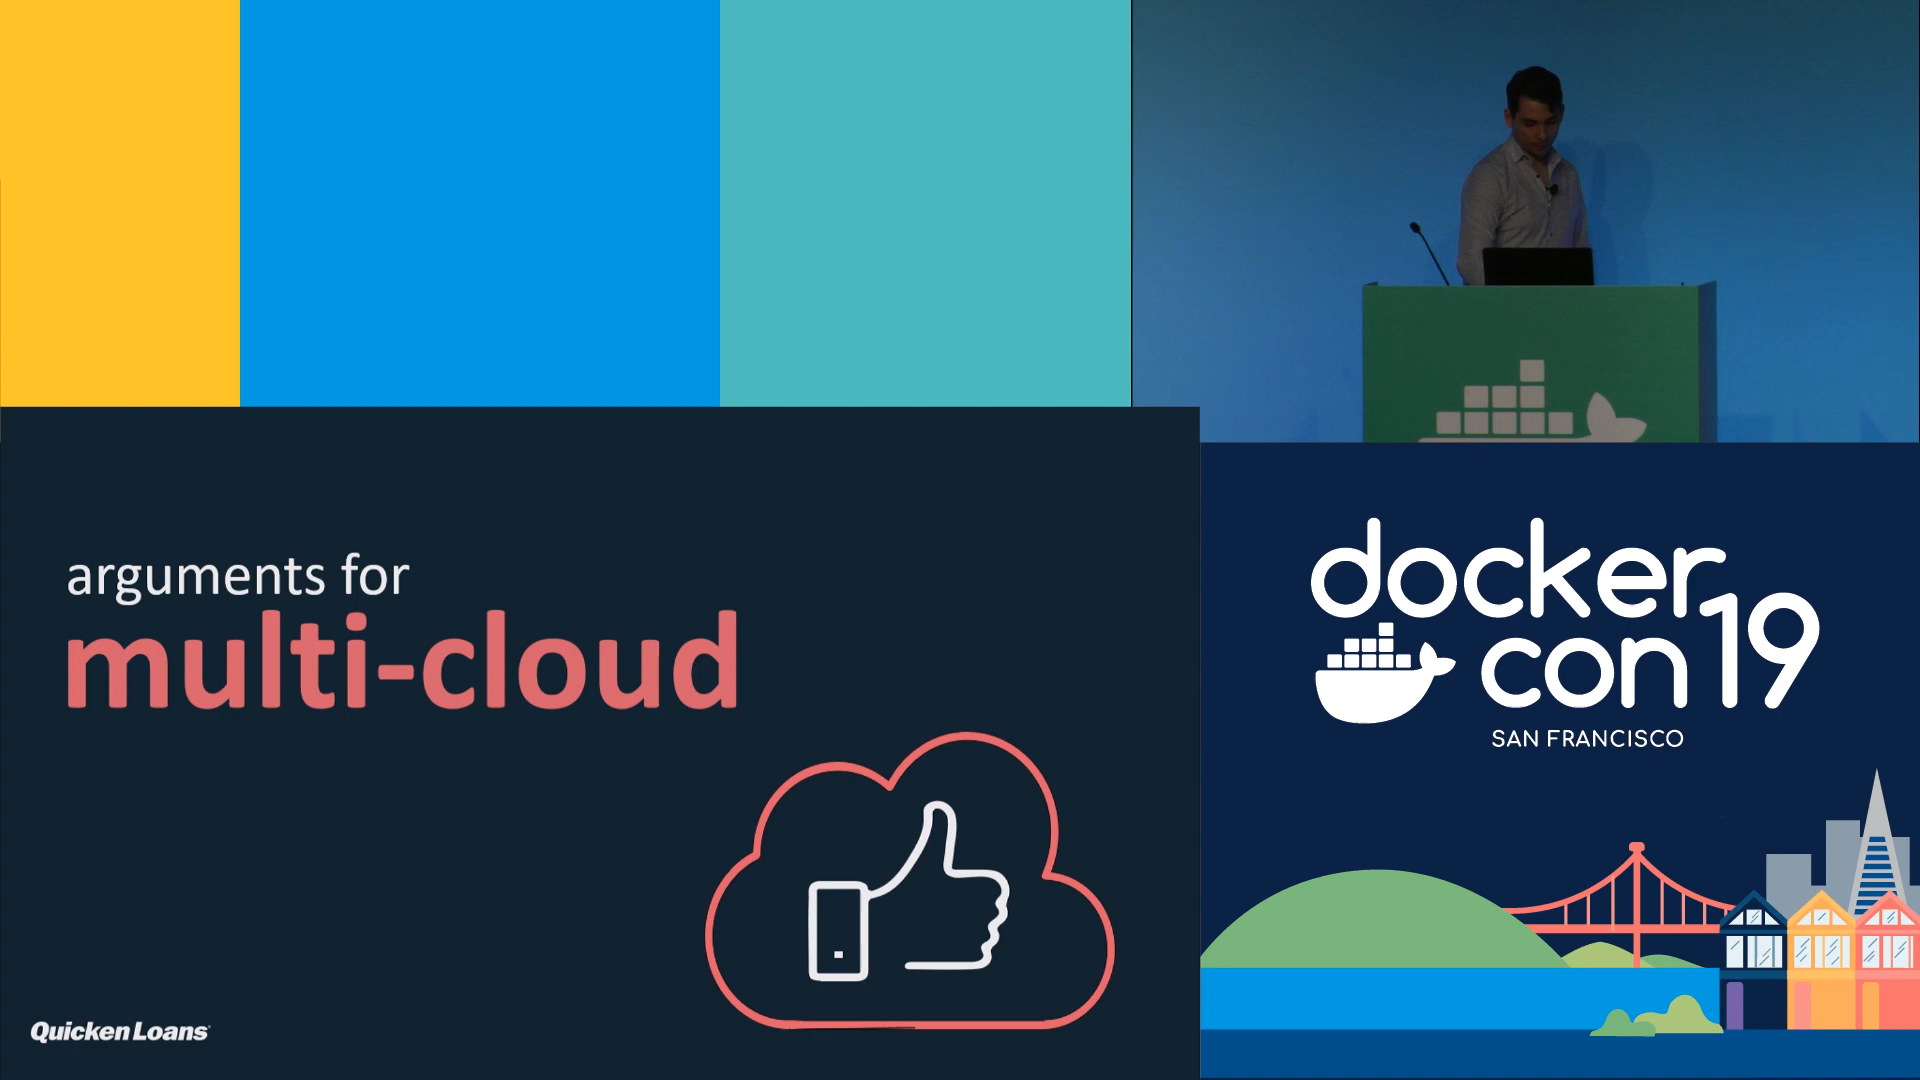 arguments for
multi-cloud
Quicken Loans
docker
con 19
SAN FRANCISCO